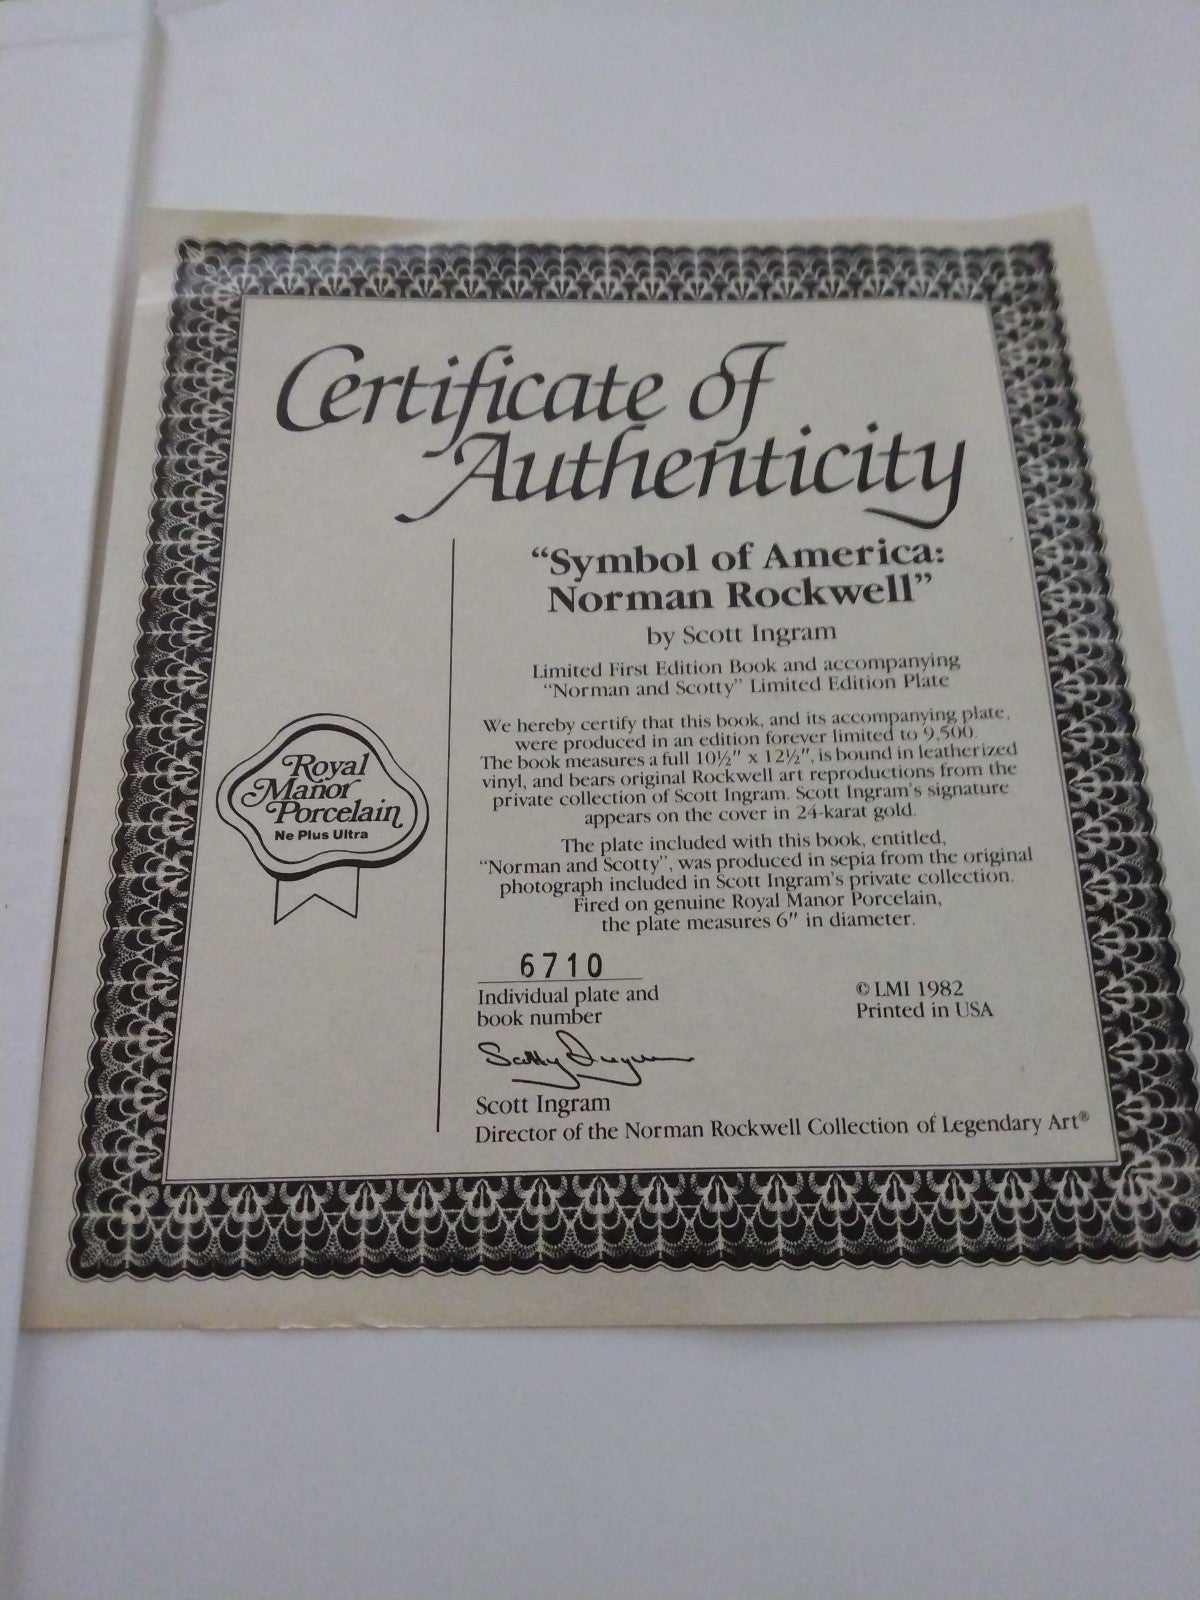 Certificate of
Authenticity
"Symbol of America:
Norman Rockwell"
by Scott Ingram
Limited First Edition Book and accompanying
"Norman and Scotty" Limited Edition Plate
We hereby certify that this book, and its accompanying plate,
were produced in an edition forever limited to 9,500.
The book measures a full 10½" x 12½", is bound in leatherized
vinyl, and bears original Rockwell art reproductions from the
private collection of Scott Ingram. Scott Ingram's signature
appears on the cover in 24-karat gold.
The plate included with this book, entitled,
"Norman and Scotty", was produced in sepia from the original
photograph included in Scott Ingram's private collection.
Fired on genuine Royal Manor Porcelain,
the plate measures 6" in diameter.
Royal
Manor
Porcelain
Ne Plus Ultra
6710
Individual plate and
book number
© LMI 1982
Printed in USA
Scotty Ingram
Scott Ingram
Director of the Norman Rockwell Collection of Legendary Art®